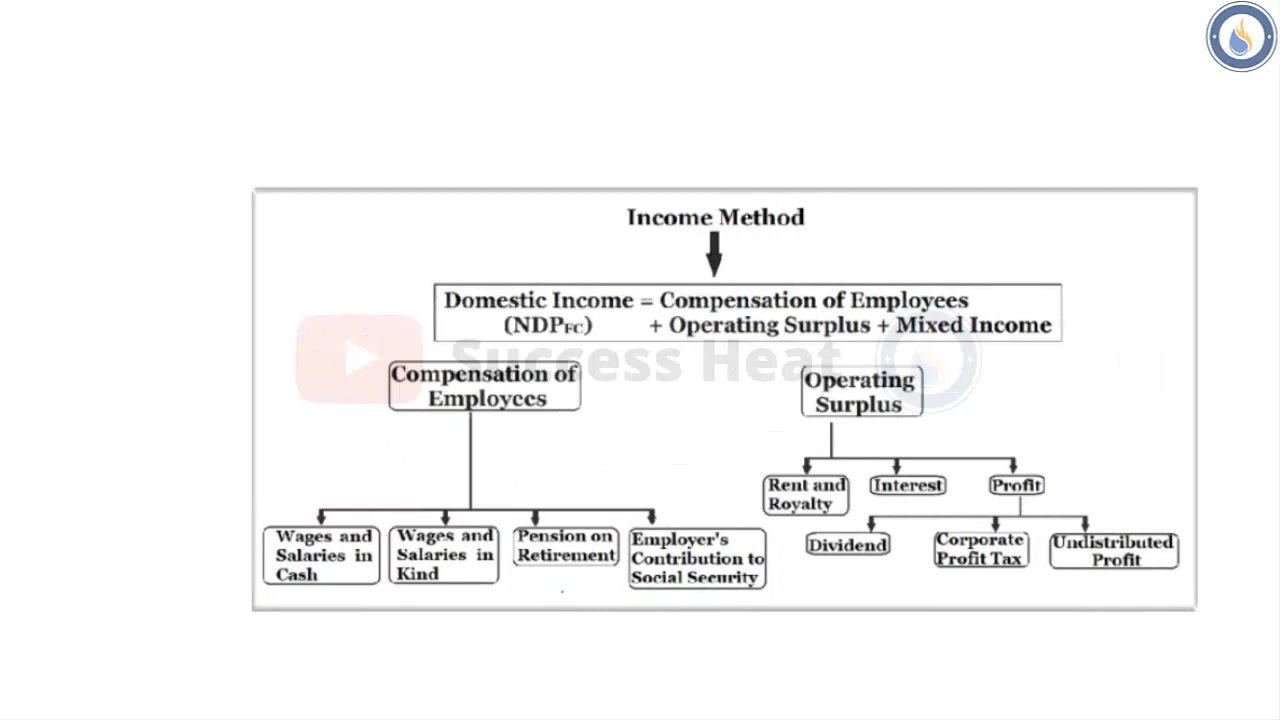 Income Method
Domestic Income = Compensation of Employees
(NDPFC) + Operating Surplus + Mixed Income
Success Heat
Compensation of
Employees
Operating
Surplus
Rent and
Royalty
Interest
Profit
Wages and
Salaries in
Cash
Wages and
Salaries in
Kind
Pension on
Retirement
Employer's
Contribution to
Social Security
Dividend
Corporate
Profit Tax
Undistributed
Profit